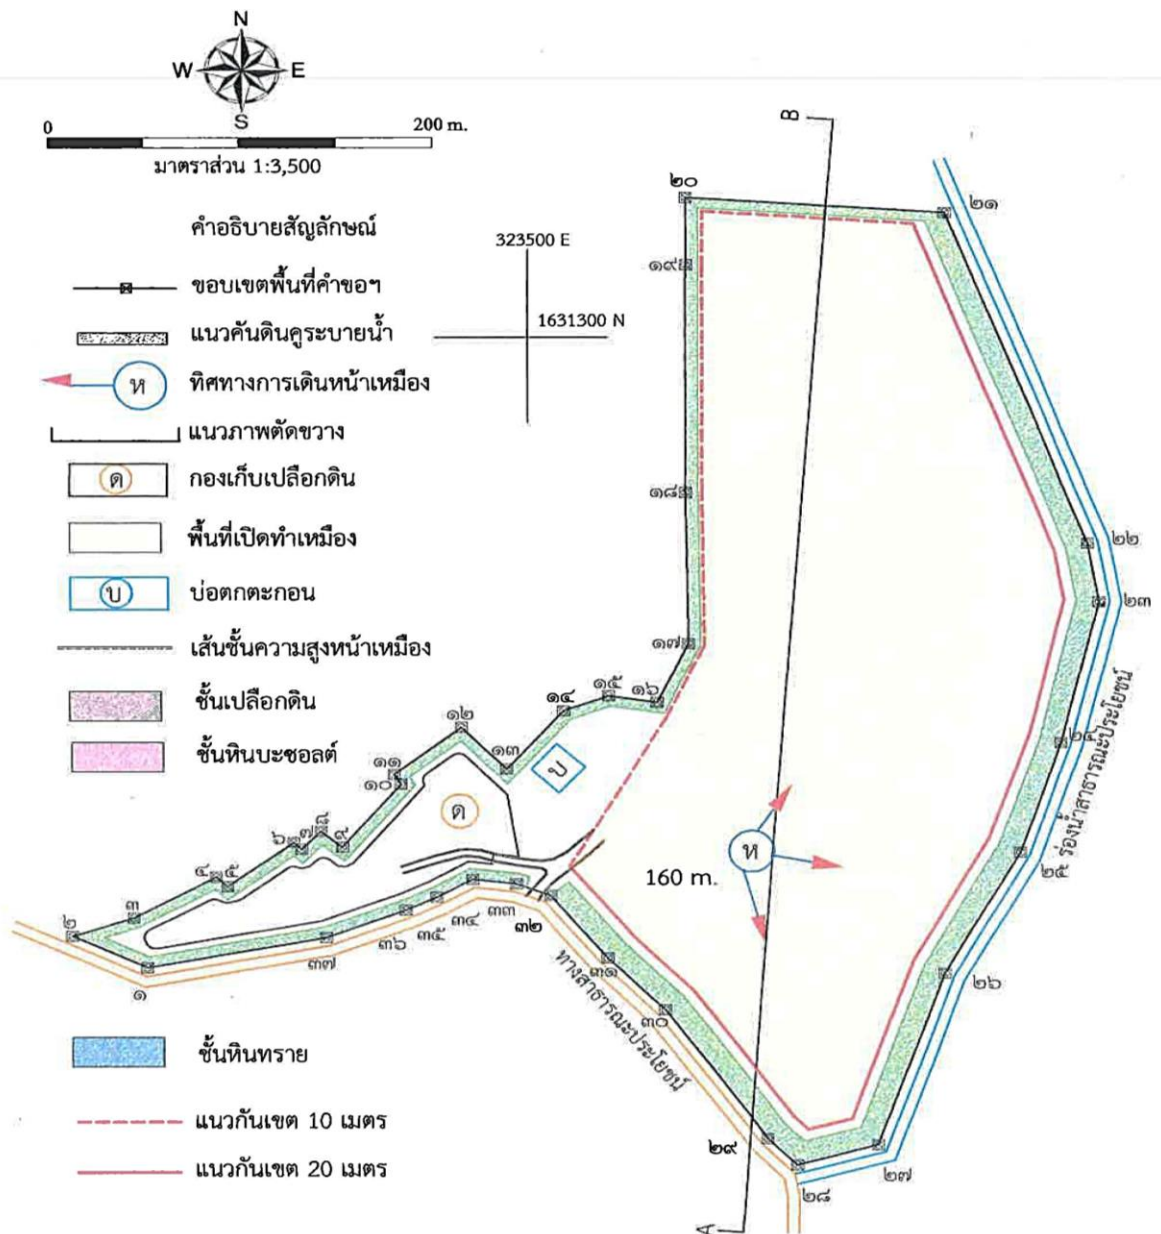 N
W E
S
0 200 m.
มาตราส่วน 1:3,500
คำอธิบายสัญลักษณ์
ขอบเขตพื้นที่คำขอฯ
แนวคันดินคูระบายน้ำ
ห ทิศทางการเดินหน้าเหมือง
แนวภาพตัดขวาง
ด กองเก็บเปลือกดิน
พื้นที่เปิดทำเหมือง
บ บ่อตกตะกอน
เส้นชั้นความสูงหน้าเหมือง
ชั้นเปลือกดิน
ชั้นหินบะซอลต์
ชั้นหินทราย
แนวกันเขต 10 เมตร
แนวกันเขต 20 เมตร
323500 E
1631300 N
B
๒๐
๒๑
๑๙
๑๘
๒๒
๒๓
๑๗
๑๖
๑๕
๑๔
๑๓
๑๒
๑๑
๑๐
๙
๘
๗
๖
๕
๔
๓
๒
๑
บ
ด
ห
160 m.
๒๔
ร่องน้ำสาธารณะประโยชน์
๒๕
๒๖
๒๗
๒๘
๒๙
๓๐
๓๑
๓๒
๓๓
๓๔
๓๕
๓๖
๓๗
ทางสาธารณะประโยชน์
A